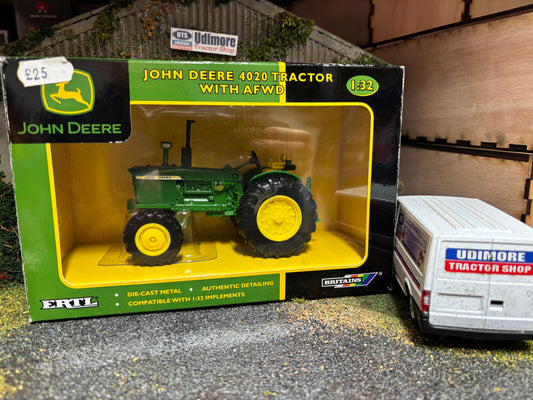 UTS
Udimore
Tractor Shop
£25
JOHN DEERE 4020 TRACTOR
WITH AFWD
1:32
JOHN DEERE
ERTL
• DIE-CAST METAL • AUTHENTIC DETAILING
• COMPATIBLE WITH 1:32 IMPLEMENTS
BRITAINS
UDIMORE
TRACTOR SHOP